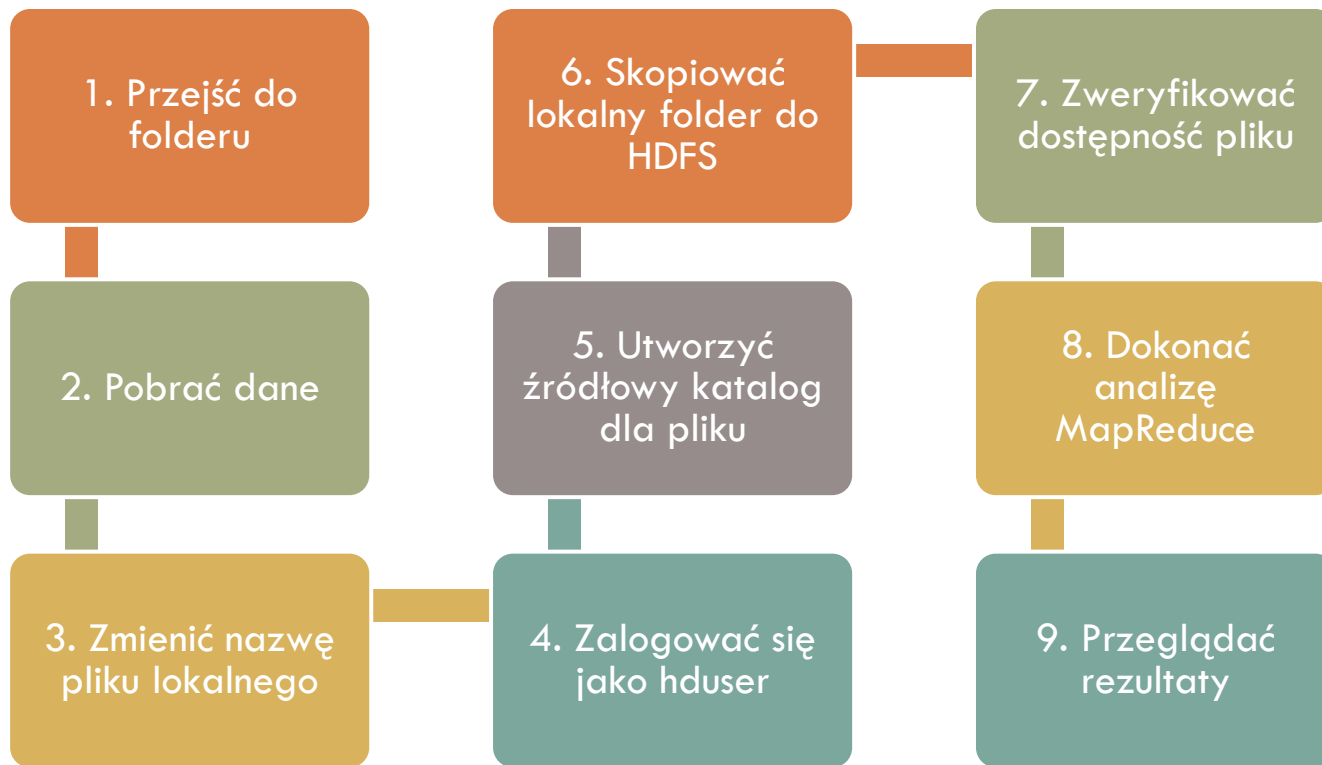 1. Przejść do
folderu
2. Pobrać dane
3. Zmienić nazwę
pliku lokalnego
4. Zalogować się
jako hduser
5. Utworzyć
źródłowy katalog
dla pliku
6. Skopiować
lokalny folder do
HDFS
7. Zweryfikować
dostępność pliku
8. Dokonać
analizę
MapReduce
9. Przeglądać
rezultaty